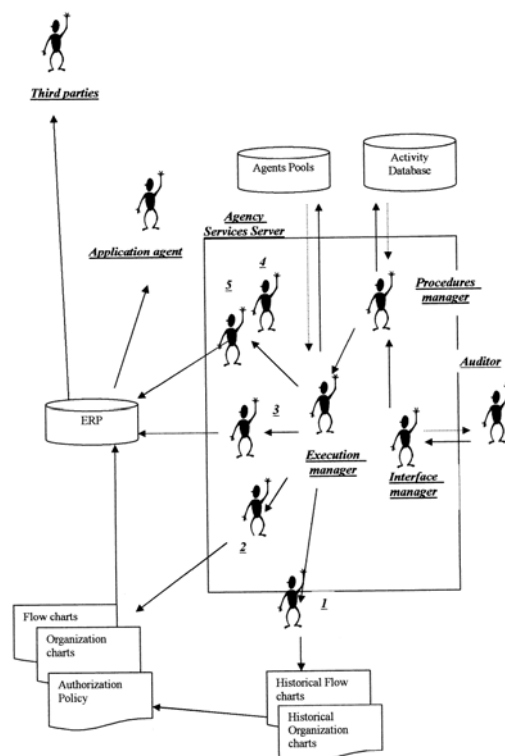 Third parties
Agents Pools
Activity
Database
Application agent
Agency
Services Server
4
5
Procedures
manager
Auditor
3
ERP
Execution
manager
Interface
manager
2
1
Flow charts
Organization
charts
Authorization
Policy
Historical Flow
charts
Historical
Organization
charts